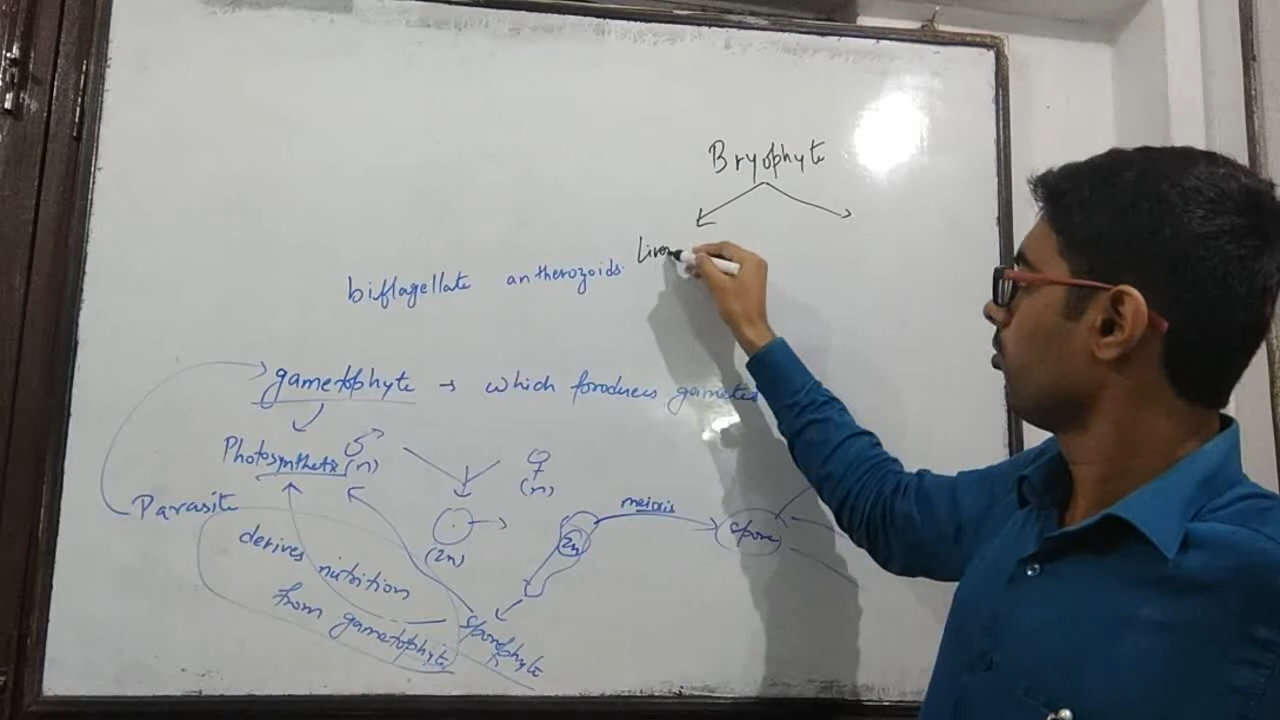 Bryophyte
Liver
biflagellate antherozoids.
gametophyte → which produces gametes
Photosynthetic ♂ (n)
♀ (n)
Parasite
(2n)
2n
meiosis
spore
derives nutrition
from gametophyte
sporophyte